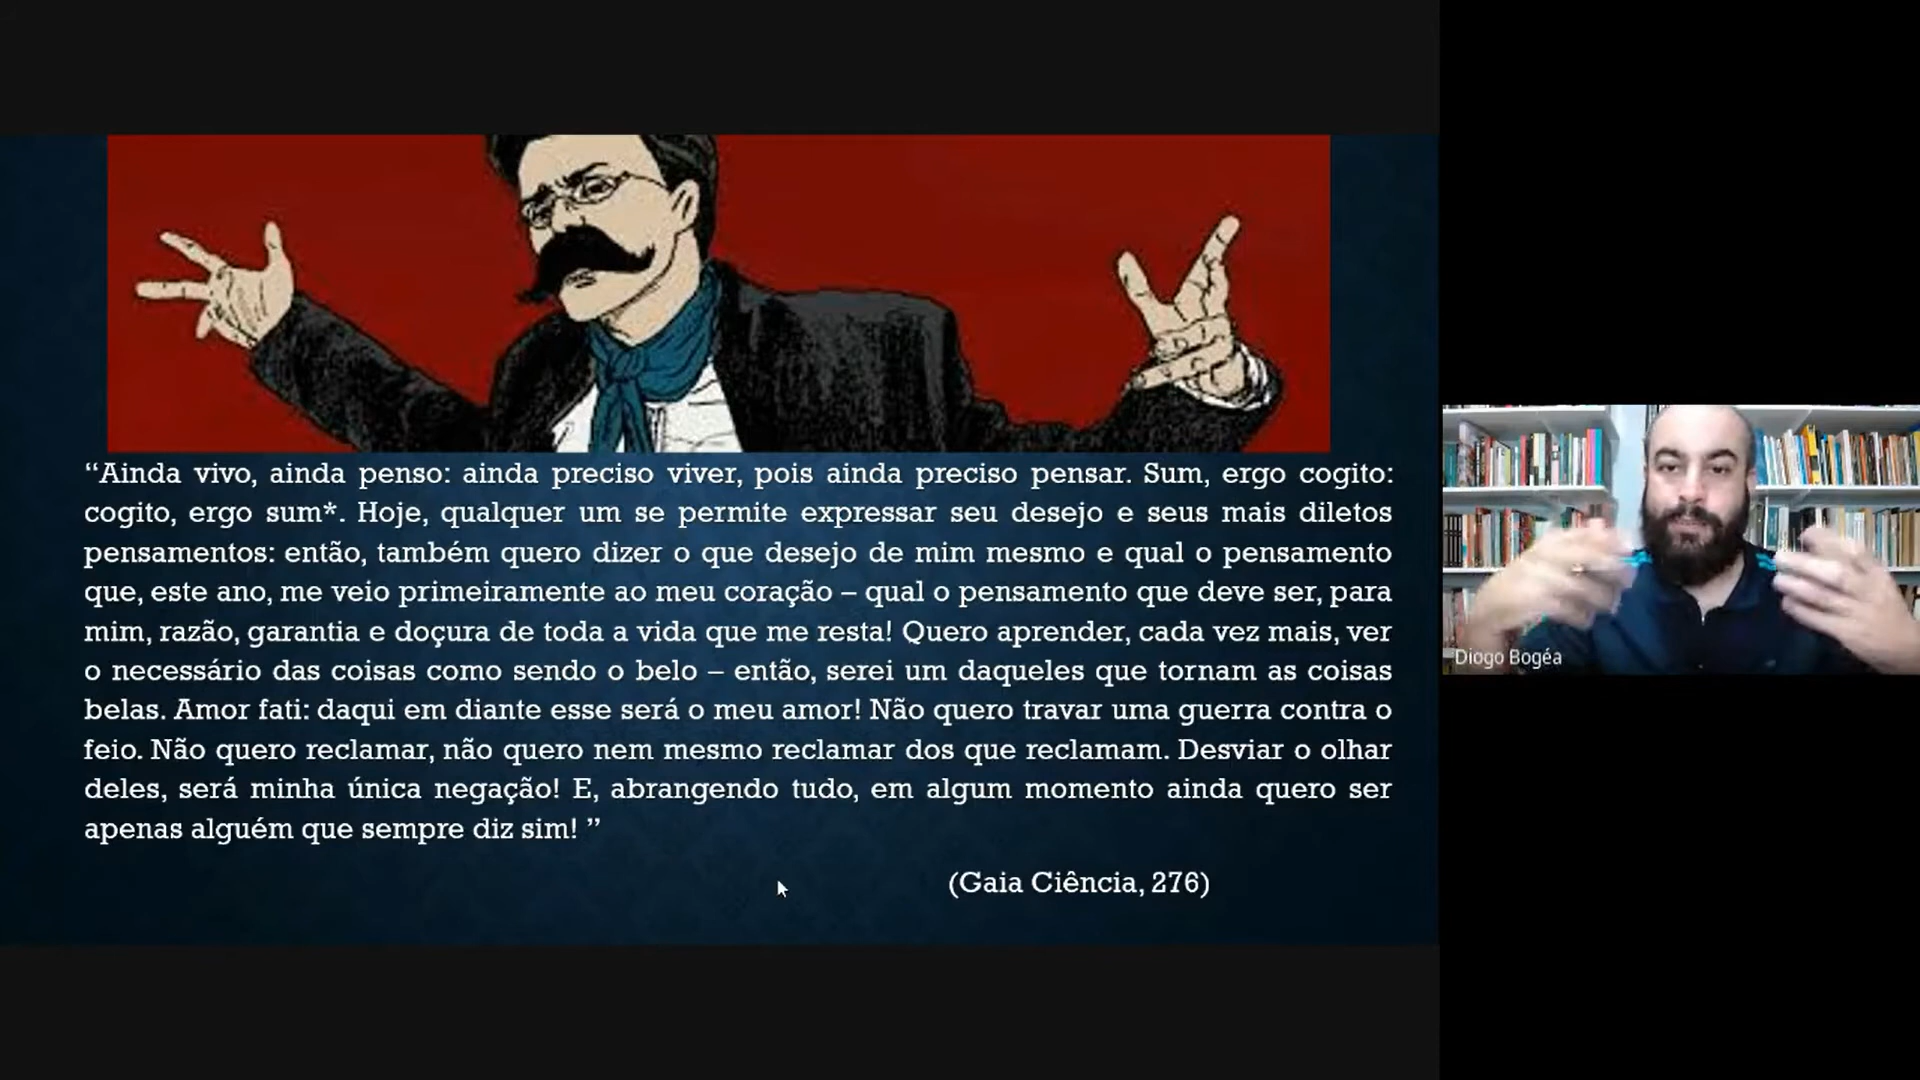 “Ainda vivo, ainda penso: ainda preciso viver, pois ainda preciso pensar. Sum, ergo cogito:
cogito, ergo sum*. Hoje, qualquer um se permite expressar seu desejo e seus mais diletos
pensamentos: então, também quero dizer o que desejo de mim mesmo e qual o pensamento
que, este ano, me veio primeiramente ao meu coração – qual o pensamento que deve ser, para
mim, razão, garantia e doçura de toda a vida que me resta! Quero aprender, cada vez mais, ver
o necessário das coisas como sendo o belo – então, serei um daqueles que tornam as coisas
belas. Amor fati: daqui em diante esse será o meu amor! Não quero travar uma guerra contra o
feio. Não quero reclamar, não quero nem mesmo reclamar dos que reclamam. Desviar o olhar
deles, será minha única negação! E, abrangendo tudo, em algum momento ainda quero ser
apenas alguém que sempre diz sim! ”
(Gaia Ciência, 276)
Diogo Bogéa